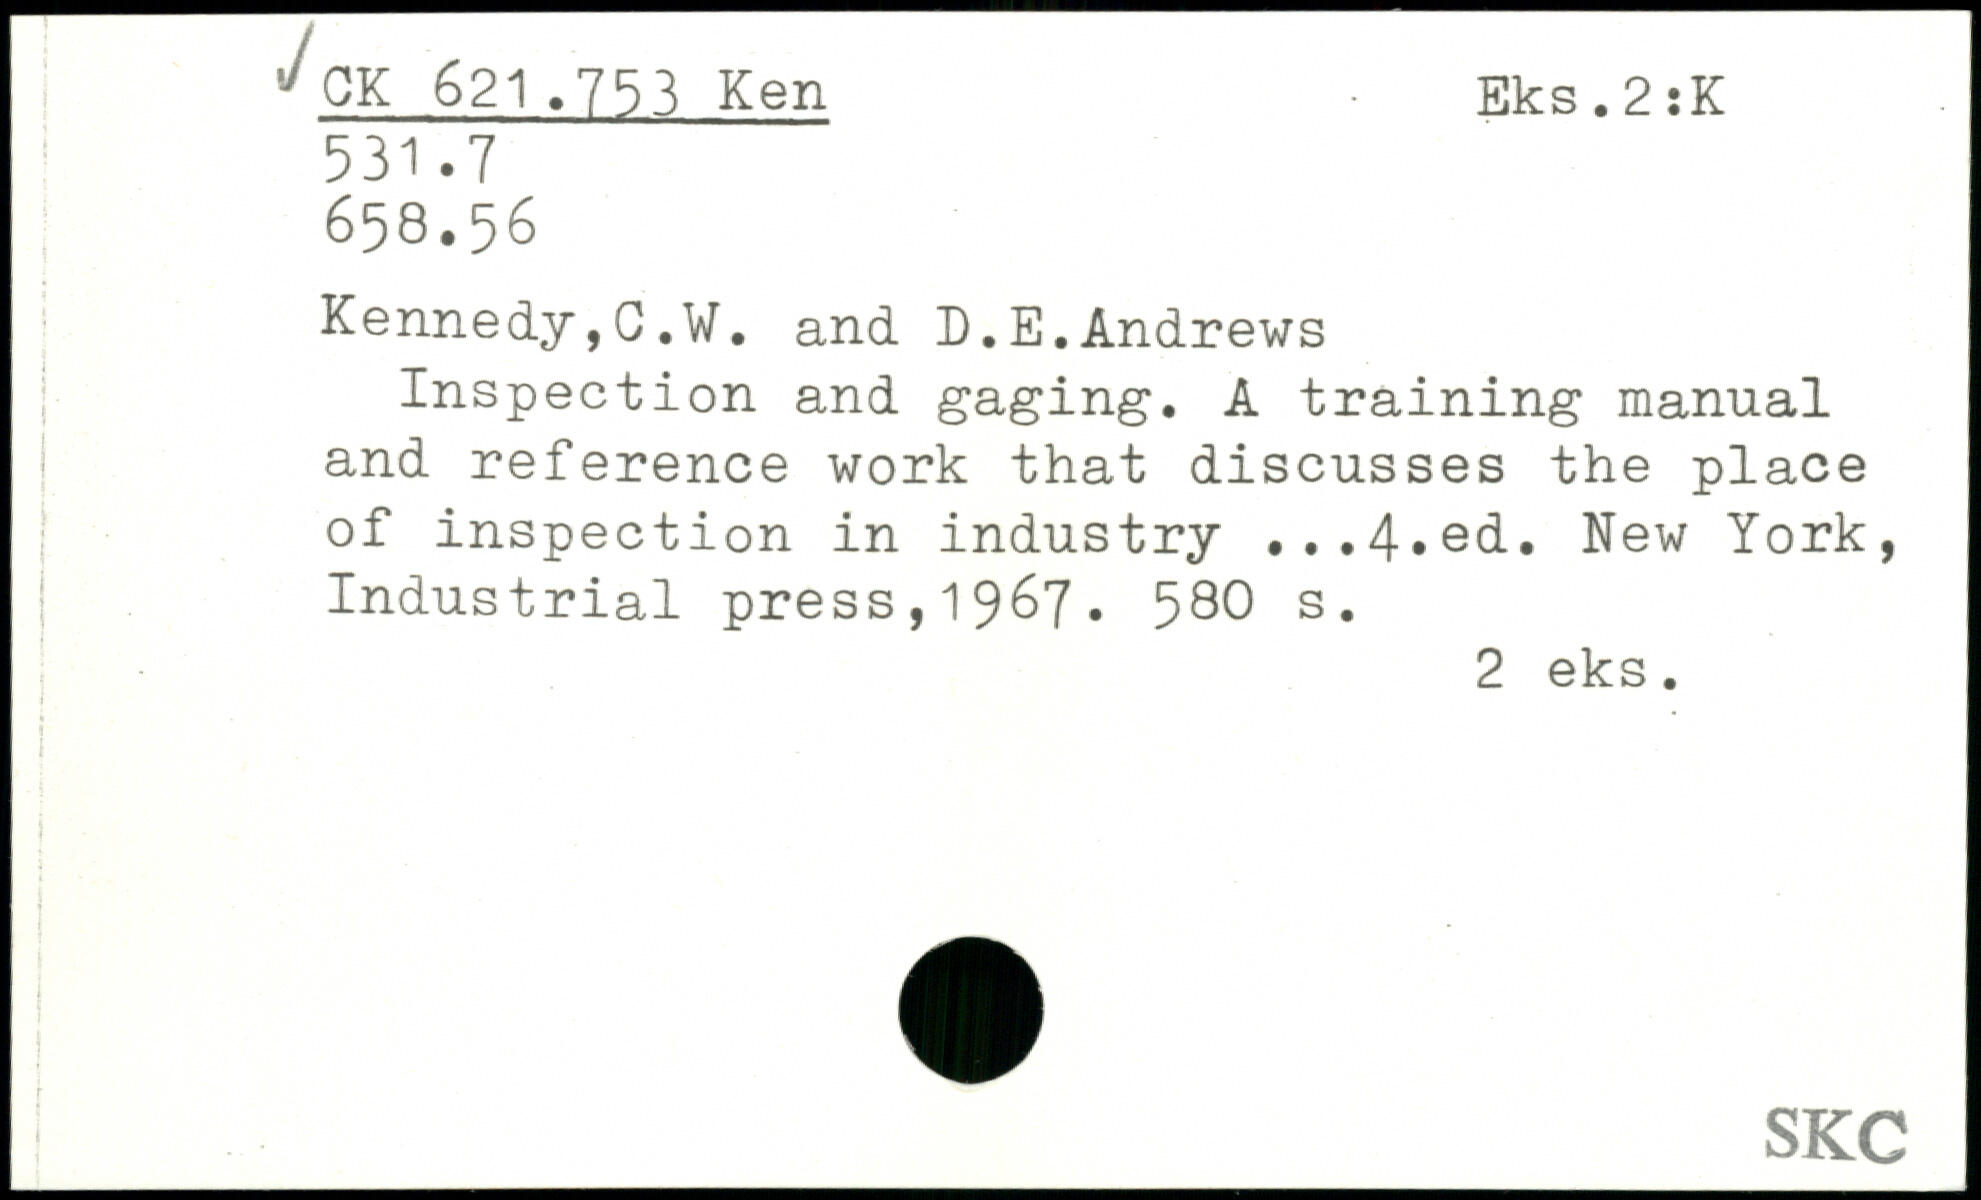 ✓ CK 621.753 Ken Eks.2:K
531.7
658.56
Kennedy,C.W. and D.E.Andrews
Inspection and gaging. A training manual
and reference work that discusses the place
of inspection in industry ...4.ed. New York,
Industrial press,1967. 580 s.
2 eks.
SKC